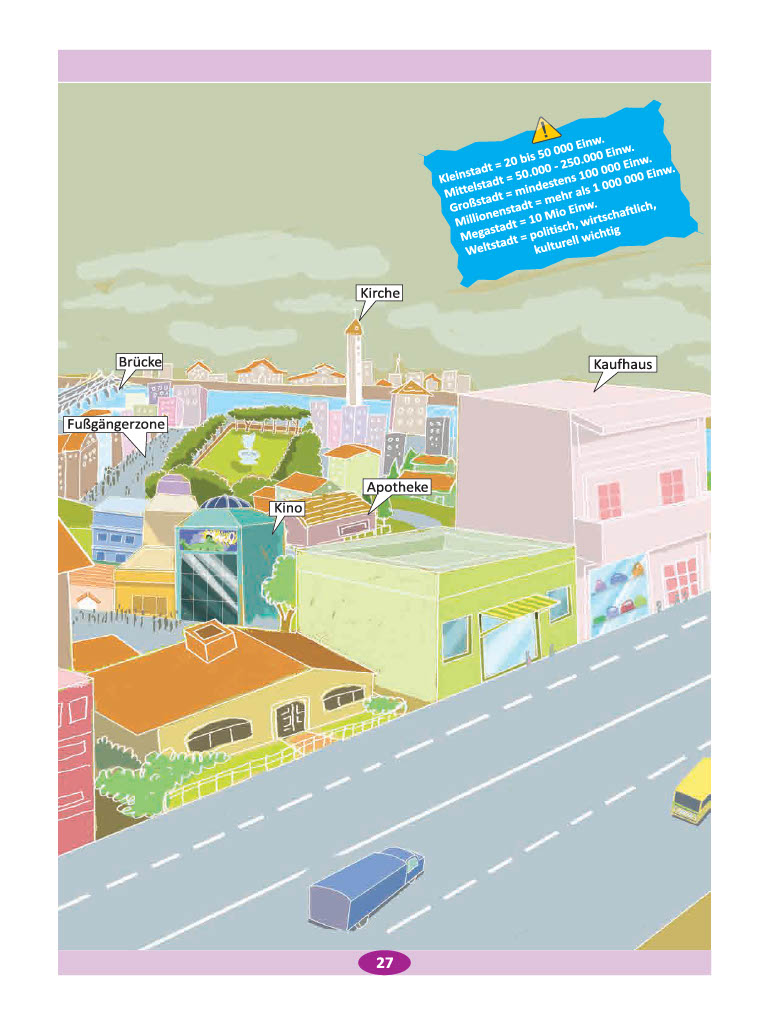 !
Kleinstadt = 20 bis 50 000 Einw.
Mittelstadt = 50.000 - 250.000 Einw.
Großstadt = mindestens 100 000 Einw.
Millionenstadt = mehr als 1 000 000 Einw.
Megastadt = 10 Mio Einw.
Weltstadt = politisch, wirtschaftlich,
kulturell wichtig
Kirche
Brücke
Kaufhaus
Fußgängerzone
Apotheke
Kino
27